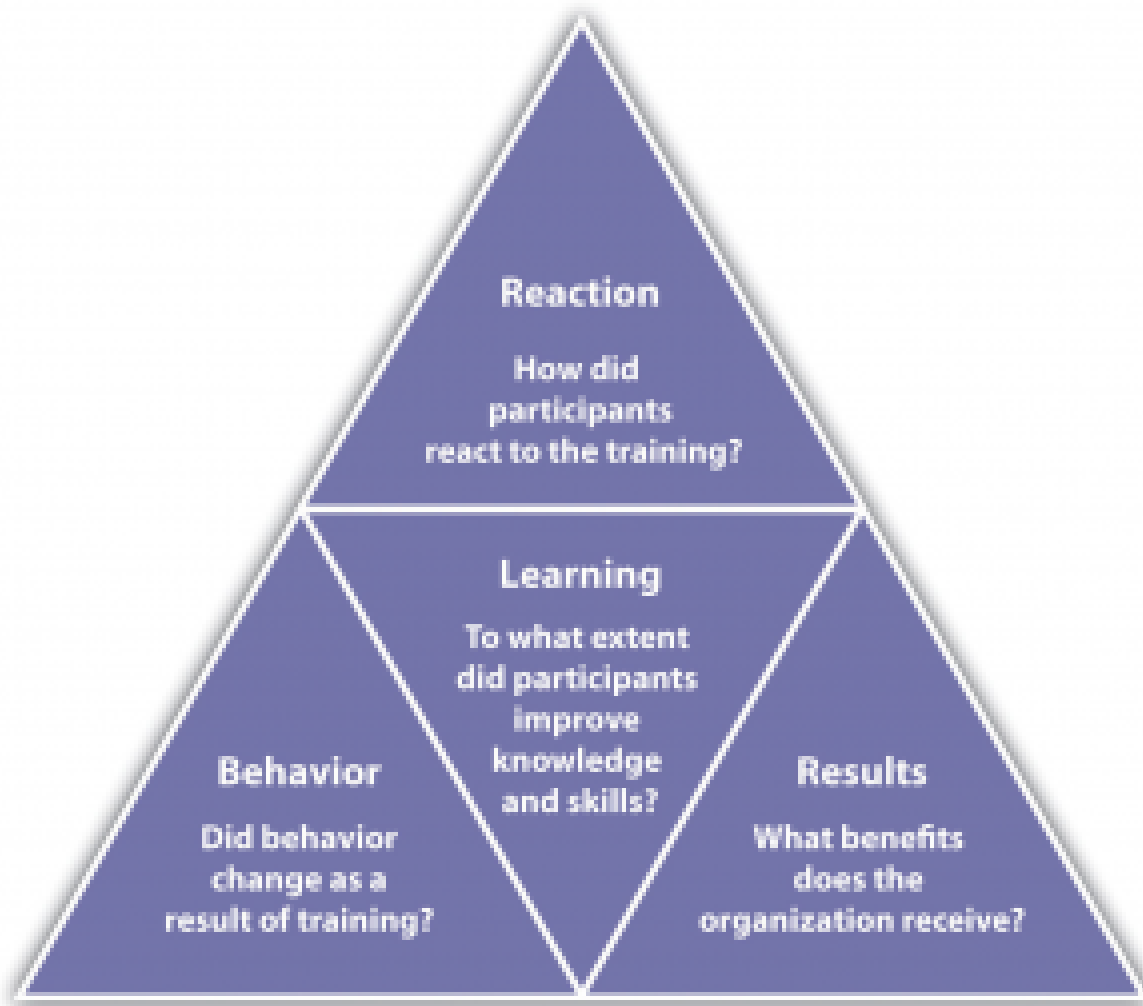 Reaction
How did
participants
react to the training?
Learning
To what extent
did participants
improve
knowledge
and skills?
Behavior
Did behavior
change as a
result of training?
Results
What benefits
does the
organization receive?